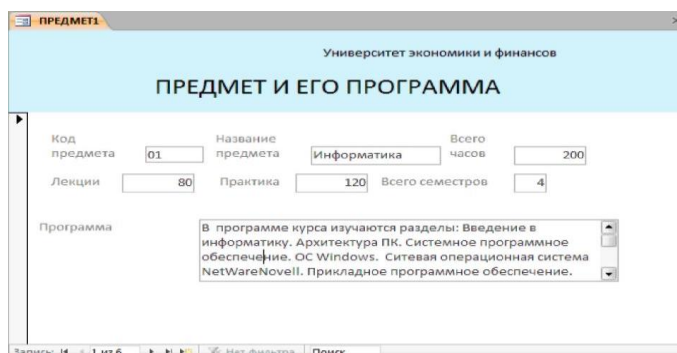 ПРЕДМЕТ1
Университет экономики и финансов
ПРЕДМЕТ И ЕГО ПРОГРАММА
Код предмета 01 Название предмета Информатика Всего часов 200
Лекции 80 Практика 120 Всего семестров 4
Программа
В программе курса изучаются разделы: Введение в
информатику. Архитектура ПК. Системное программное
обеспечение. ОС Windows. Ситевая операционная система
NetWareNovell. Прикладное программное обеспечение.
Запись: 1 из 6 Нет фильтра Поиск